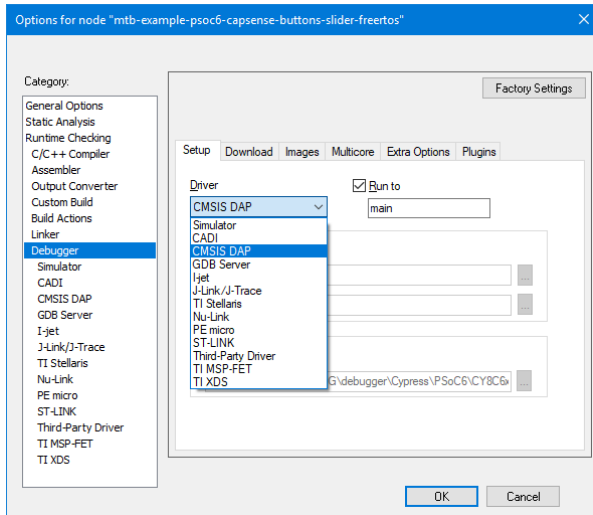 Options for node "mtb-example-psoc6-capsense-buttons-slider-freertos"
Category:
General Options
Static Analysis
Runtime Checking
C/C++ Compiler
Assembler
Output Converter
Custom Build
Build Actions
Linker
Debugger
Simulator
CADI
CMSIS DAP
GDB Server
I-jet
J-Link/J-Trace
TI Stellaris
Nu-Link
PE micro
ST-LINK
Third-Party Driver
TI MSP-FET
TI XDS
Factory Settings
Setup Download Images Multicore Extra Options Plugins
Driver
Run to
CMSIS DAP
main
Simulator
CADI
CMSIS DAP
GDB Server
I-jet
J-Link/J-Trace
TI Stellaris
Nu-Link
PE micro
ST-LINK
Third-Party Driver
TI MSP-FET
TI XDS
...
...
G\debugger\Cypress\PSoC6\CY8C6
...
OK Cancel